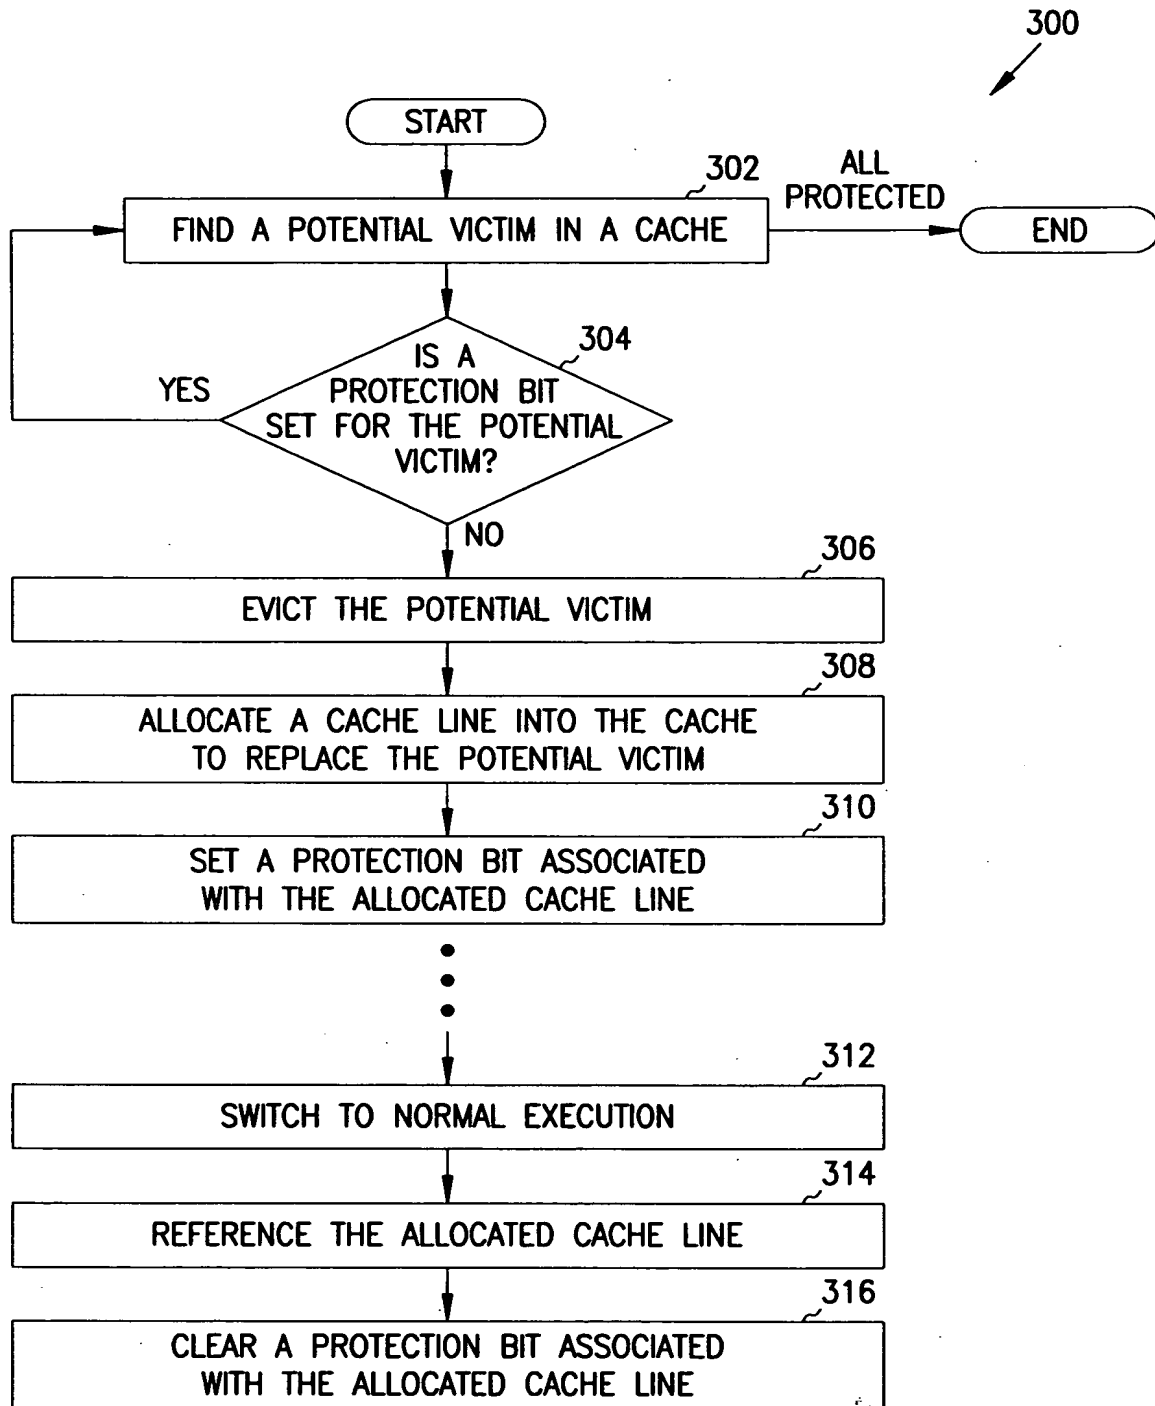 300
START
302
ALL
PROTECTED
FIND A POTENTIAL VICTIM IN A CACHE
END
304
IS A
PROTECTION BIT
SET FOR THE POTENTIAL
VICTIM?
YES
NO
306
EVICT THE POTENTIAL VICTIM
308
ALLOCATE A CACHE LINE INTO THE CACHE
TO REPLACE THE POTENTIAL VICTIM
310
SET A PROTECTION BIT ASSOCIATED
WITH THE ALLOCATED CACHE LINE
312
SWITCH TO NORMAL EXECUTION
314
REFERENCE THE ALLOCATED CACHE LINE
316
CLEAR A PROTECTION BIT ASSOCIATED
WITH THE ALLOCATED CACHE LINE